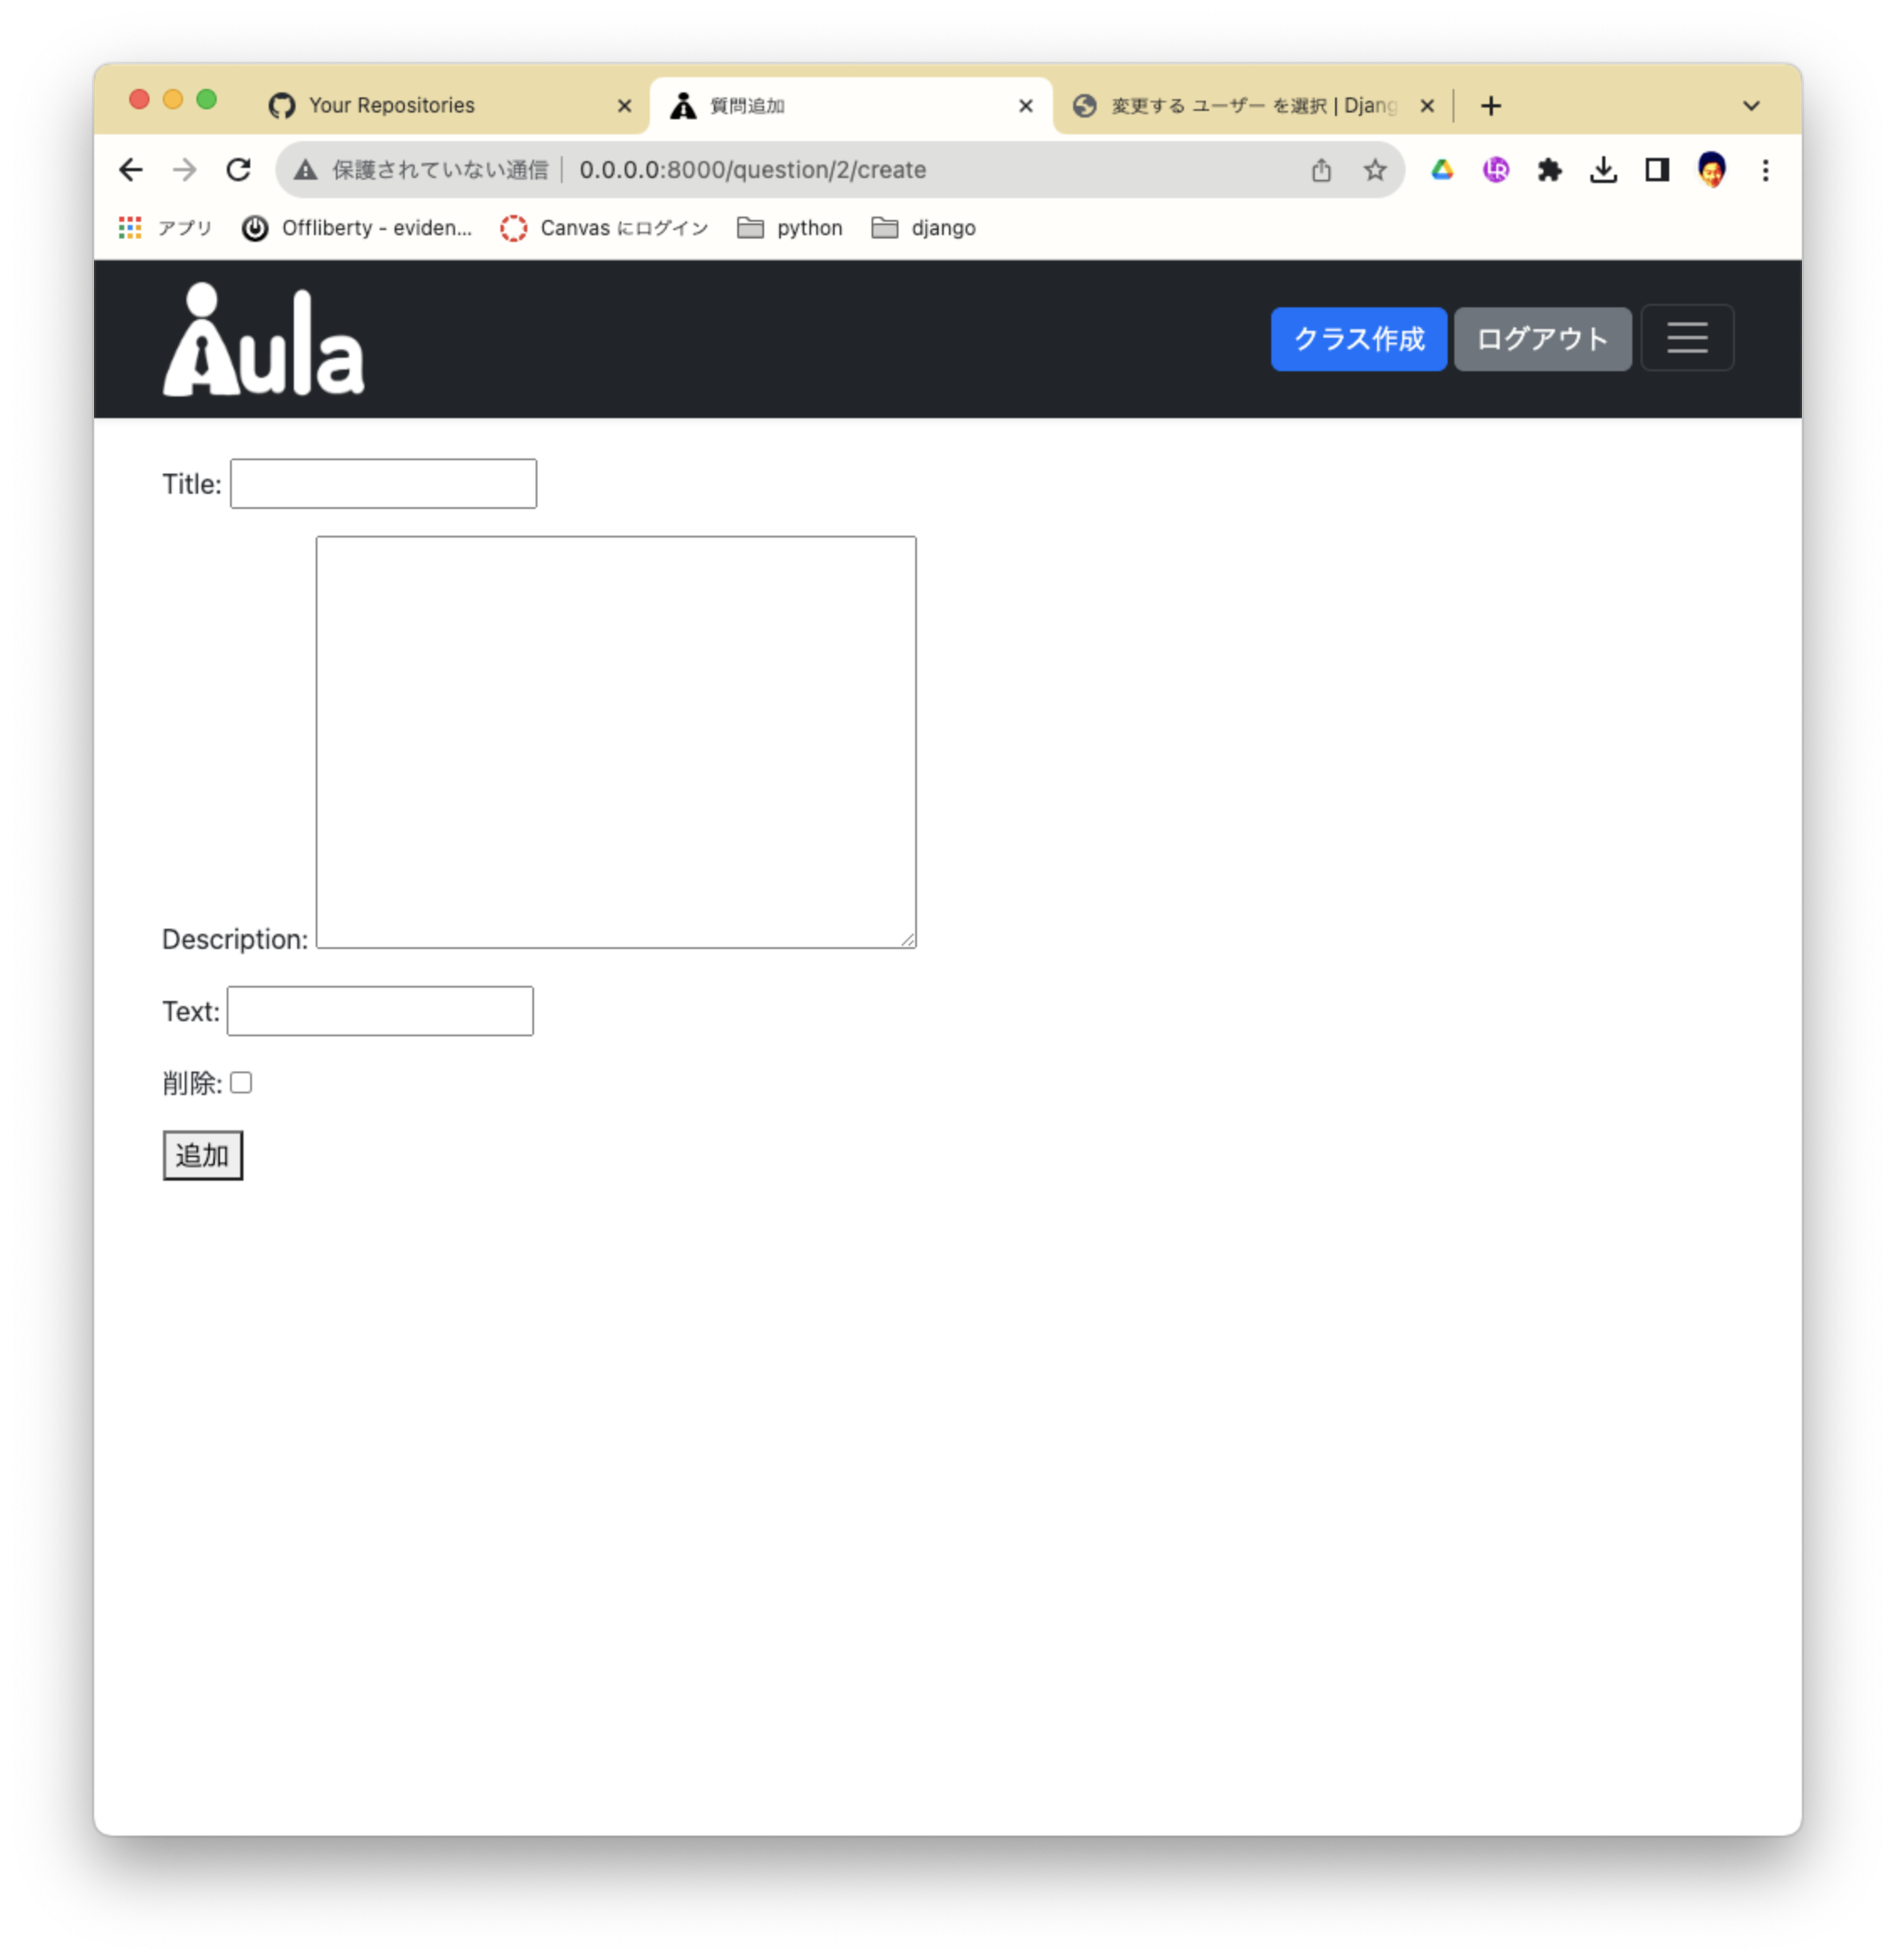 Your Repositories
質問追加
変更する ユーザー を選択 | Djang
保護されていない通信
0.0.0.0:8000/question/2/create
アプリ
Offliberty - eviden...
Canvas にログイン
python
django
Aula
クラス作成
ログアウト
Title:
Description:
Text:
削除:
追加